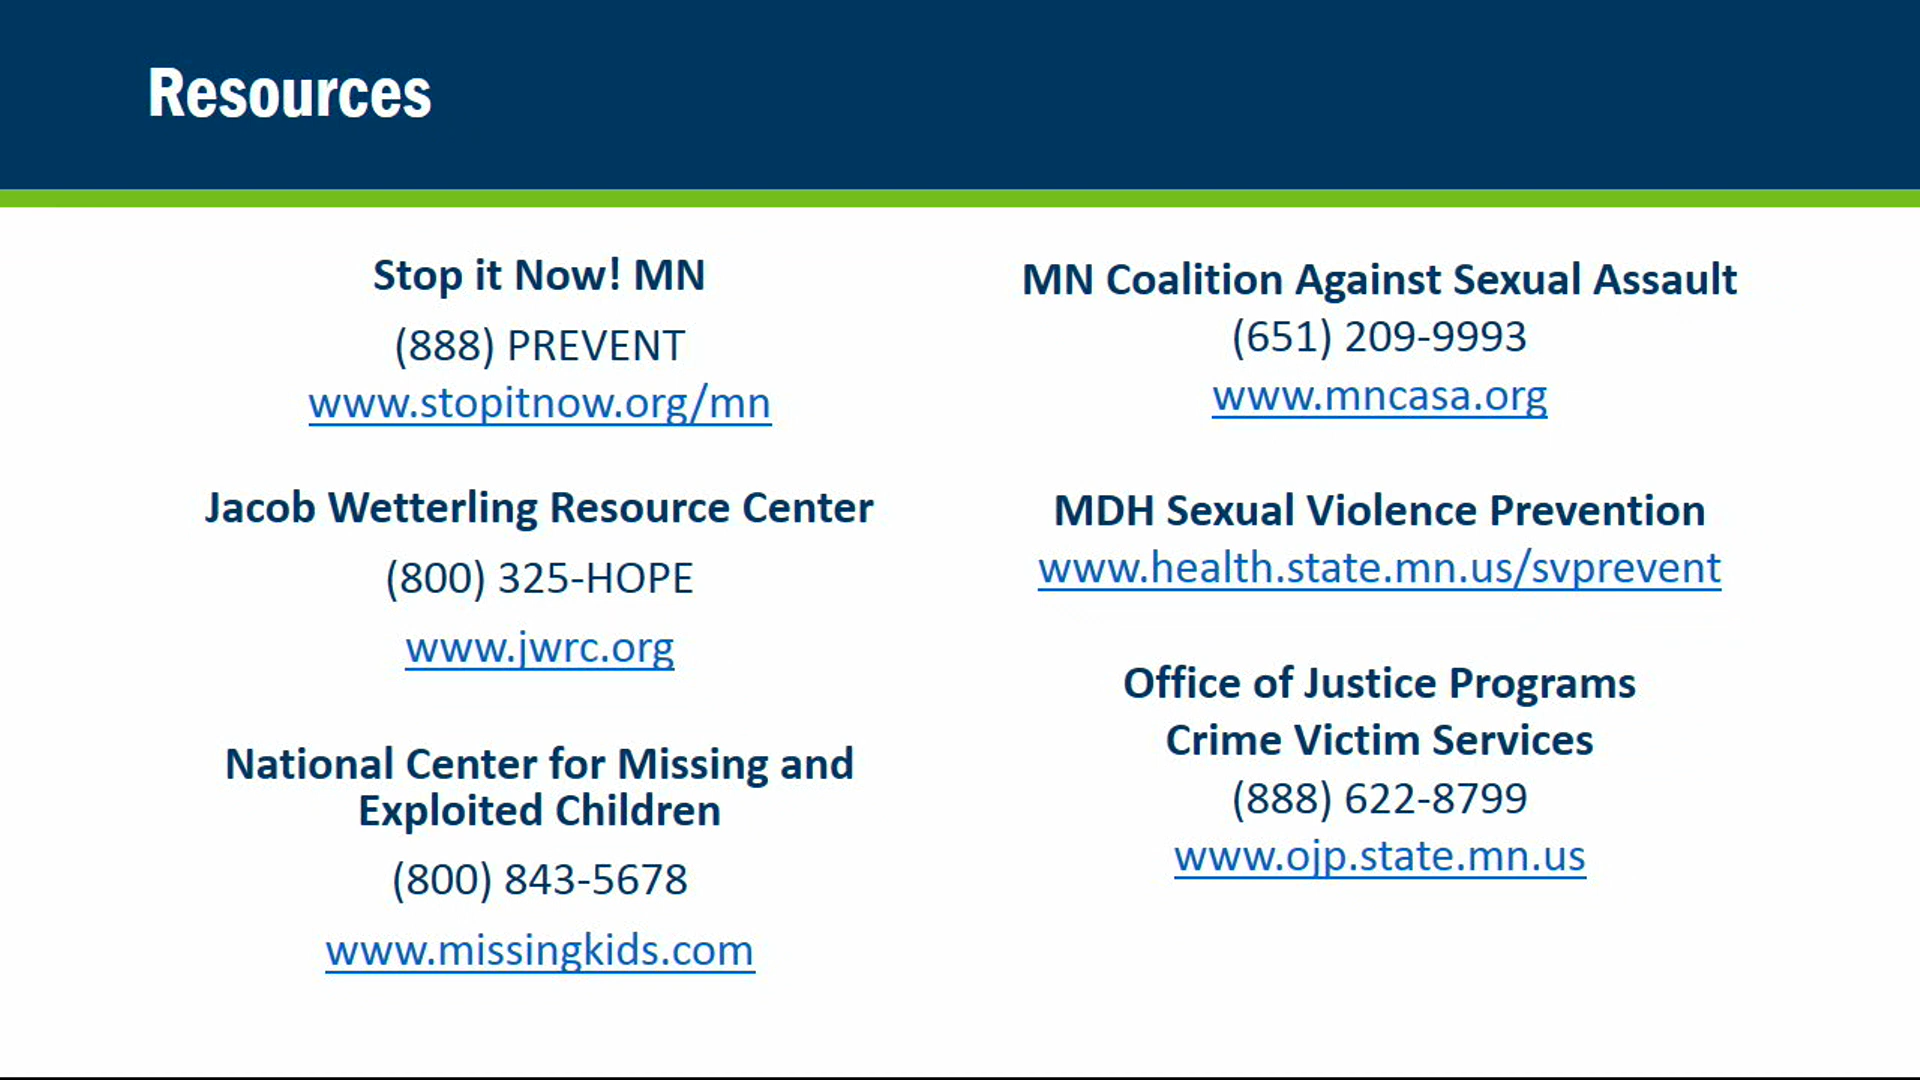 Resources
Stop it Now! MN
(888) PREVENT
www.stopitnow.org/mn
Jacob Wetterling Resource Center
(800) 325-HOPE
www.jwrc.org
National Center for Missing and
Exploited Children
(800) 843-5678
www.missingkids.com
MN Coalition Against Sexual Assault
(651) 209-9993
www.mncasa.org
MDH Sexual Violence Prevention
www.health.state.mn.us/svprevent
Office of Justice Programs
Crime Victim Services
(888) 622-8799
www.ojp.state.mn.us